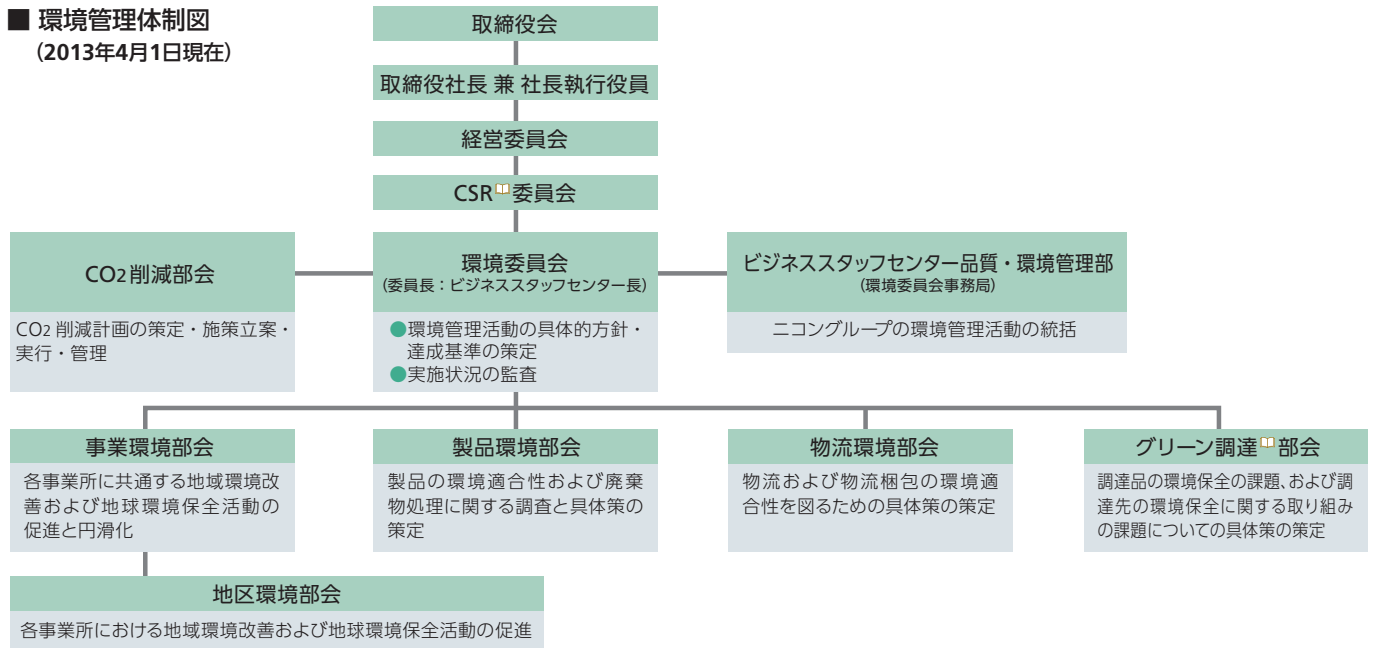 ■ 環境管理体制図
（2013年4月1日現在）
取締役会
取締役社長 兼 社長執行役員
経営委員会
CSR委員会
CO2削減部会
CO2 削減計画の策定・施策立案・
実行・管理
環境委員会
（委員長：ビジネススタッフセンター長）
●環境管理活動の具体的方針・
達成基準の策定
●実施状況の監査
ビジネススタッフセンター品質・環境管理部
（環境委員会事務局）
ニコングループの環境管理活動の統括
事業環境部会
各事業所に共通する地域環境改
善および地球環境保全活動の
促進と円滑化
製品環境部会
製品の環境適合性および廃棄
物処理に関する調査と具体策の
策定
物流環境部会
物流および物流梱包の環境適
合性を図るための具体策の策定
グリーン調達部会
調達品の環境保全の課題、および調
達先の環境保全に関する取り組み
の課題についての具体策の策定
地区環境部会
各事業所における地域環境改善および地球環境保全活動の促進